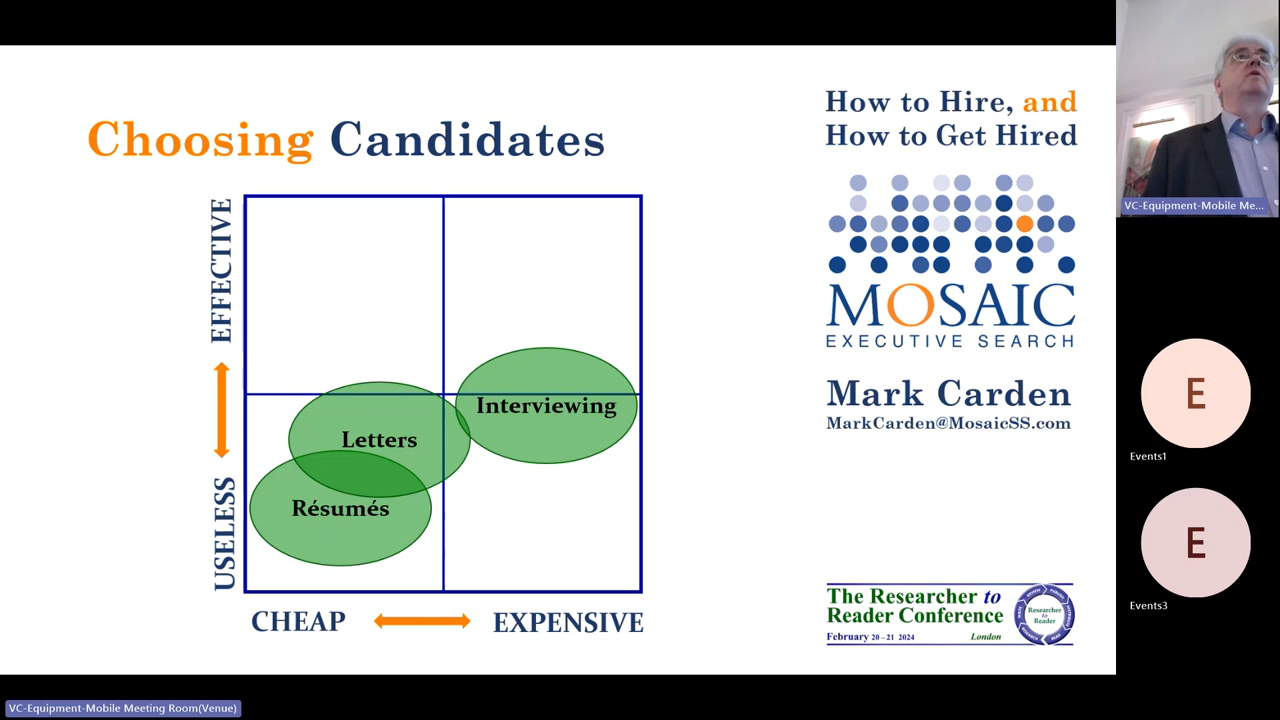 Choosing Candidates
EFFECTIVE
USELESS
Interviewing
Letters
Résumés
CHEAP
EXPENSIVE
How to Hire, and
How to Get Hired
MOSAIC
EXECUTIVE SEARCH
Mark Carden
MarkCarden@MosaicSS.com
The Researcher to
Reader Conference
February 20 – 21 2024
London
Researcher
to
Reader
VC-Equipment-Mobile Me...
E
Events1
E
Events3
VC-Equipment-Mobile Meeting Room(Venue)